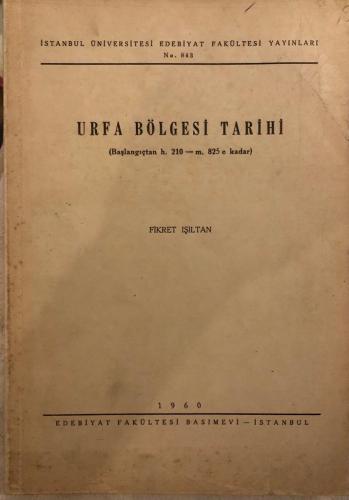 İSTANBUL ÜNİVERSİTESİ EDEBİYAT FAKÜLTESİ YAYINLARI
No. 843
URFA BÖLGESİ TARİHİ
(Başlangıçtan h. 210 — m. 825 e kadar)
FİKRET IŞILTAN
1960
EDEBİYAT FAKÜLTESİ BASIMEVİ — İSTANBUL